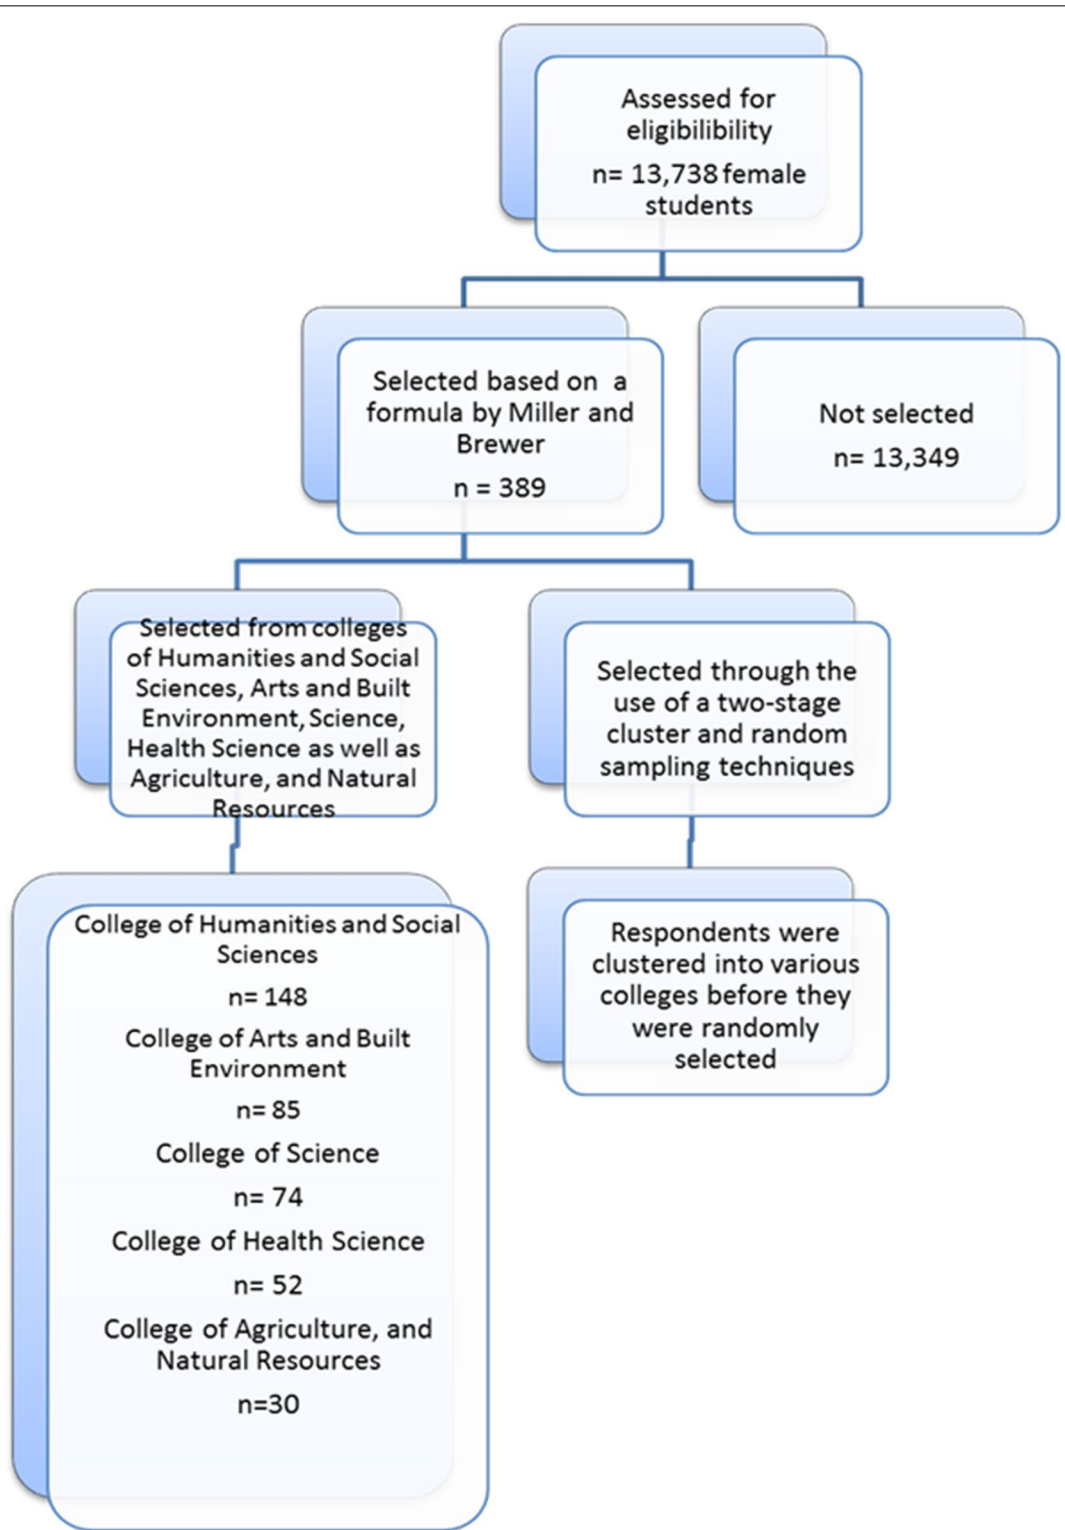 Assessed for
eligibilibility
n= 13,738 female
students
Selected based on a
formula by Miller and
Brewer
n = 389
Not selected
n= 13,349
Selected from colleges
of Humanities and Social
Sciences, Arts and Built
Environment, Science,
Health Science as well as
Agriculture, and Natural
Resources
Selected through the
use of a two-stage
cluster and random
sampling techniques
College of Humanities and Social
Sciences
n= 148
College of Arts and Built
Environment
n= 85
College of Science
n= 74
College of Health Science
n= 52
College of Agriculture, and
Natural Resources
n=30
Respondents were
clustered into various
colleges before they
were randomly
selected